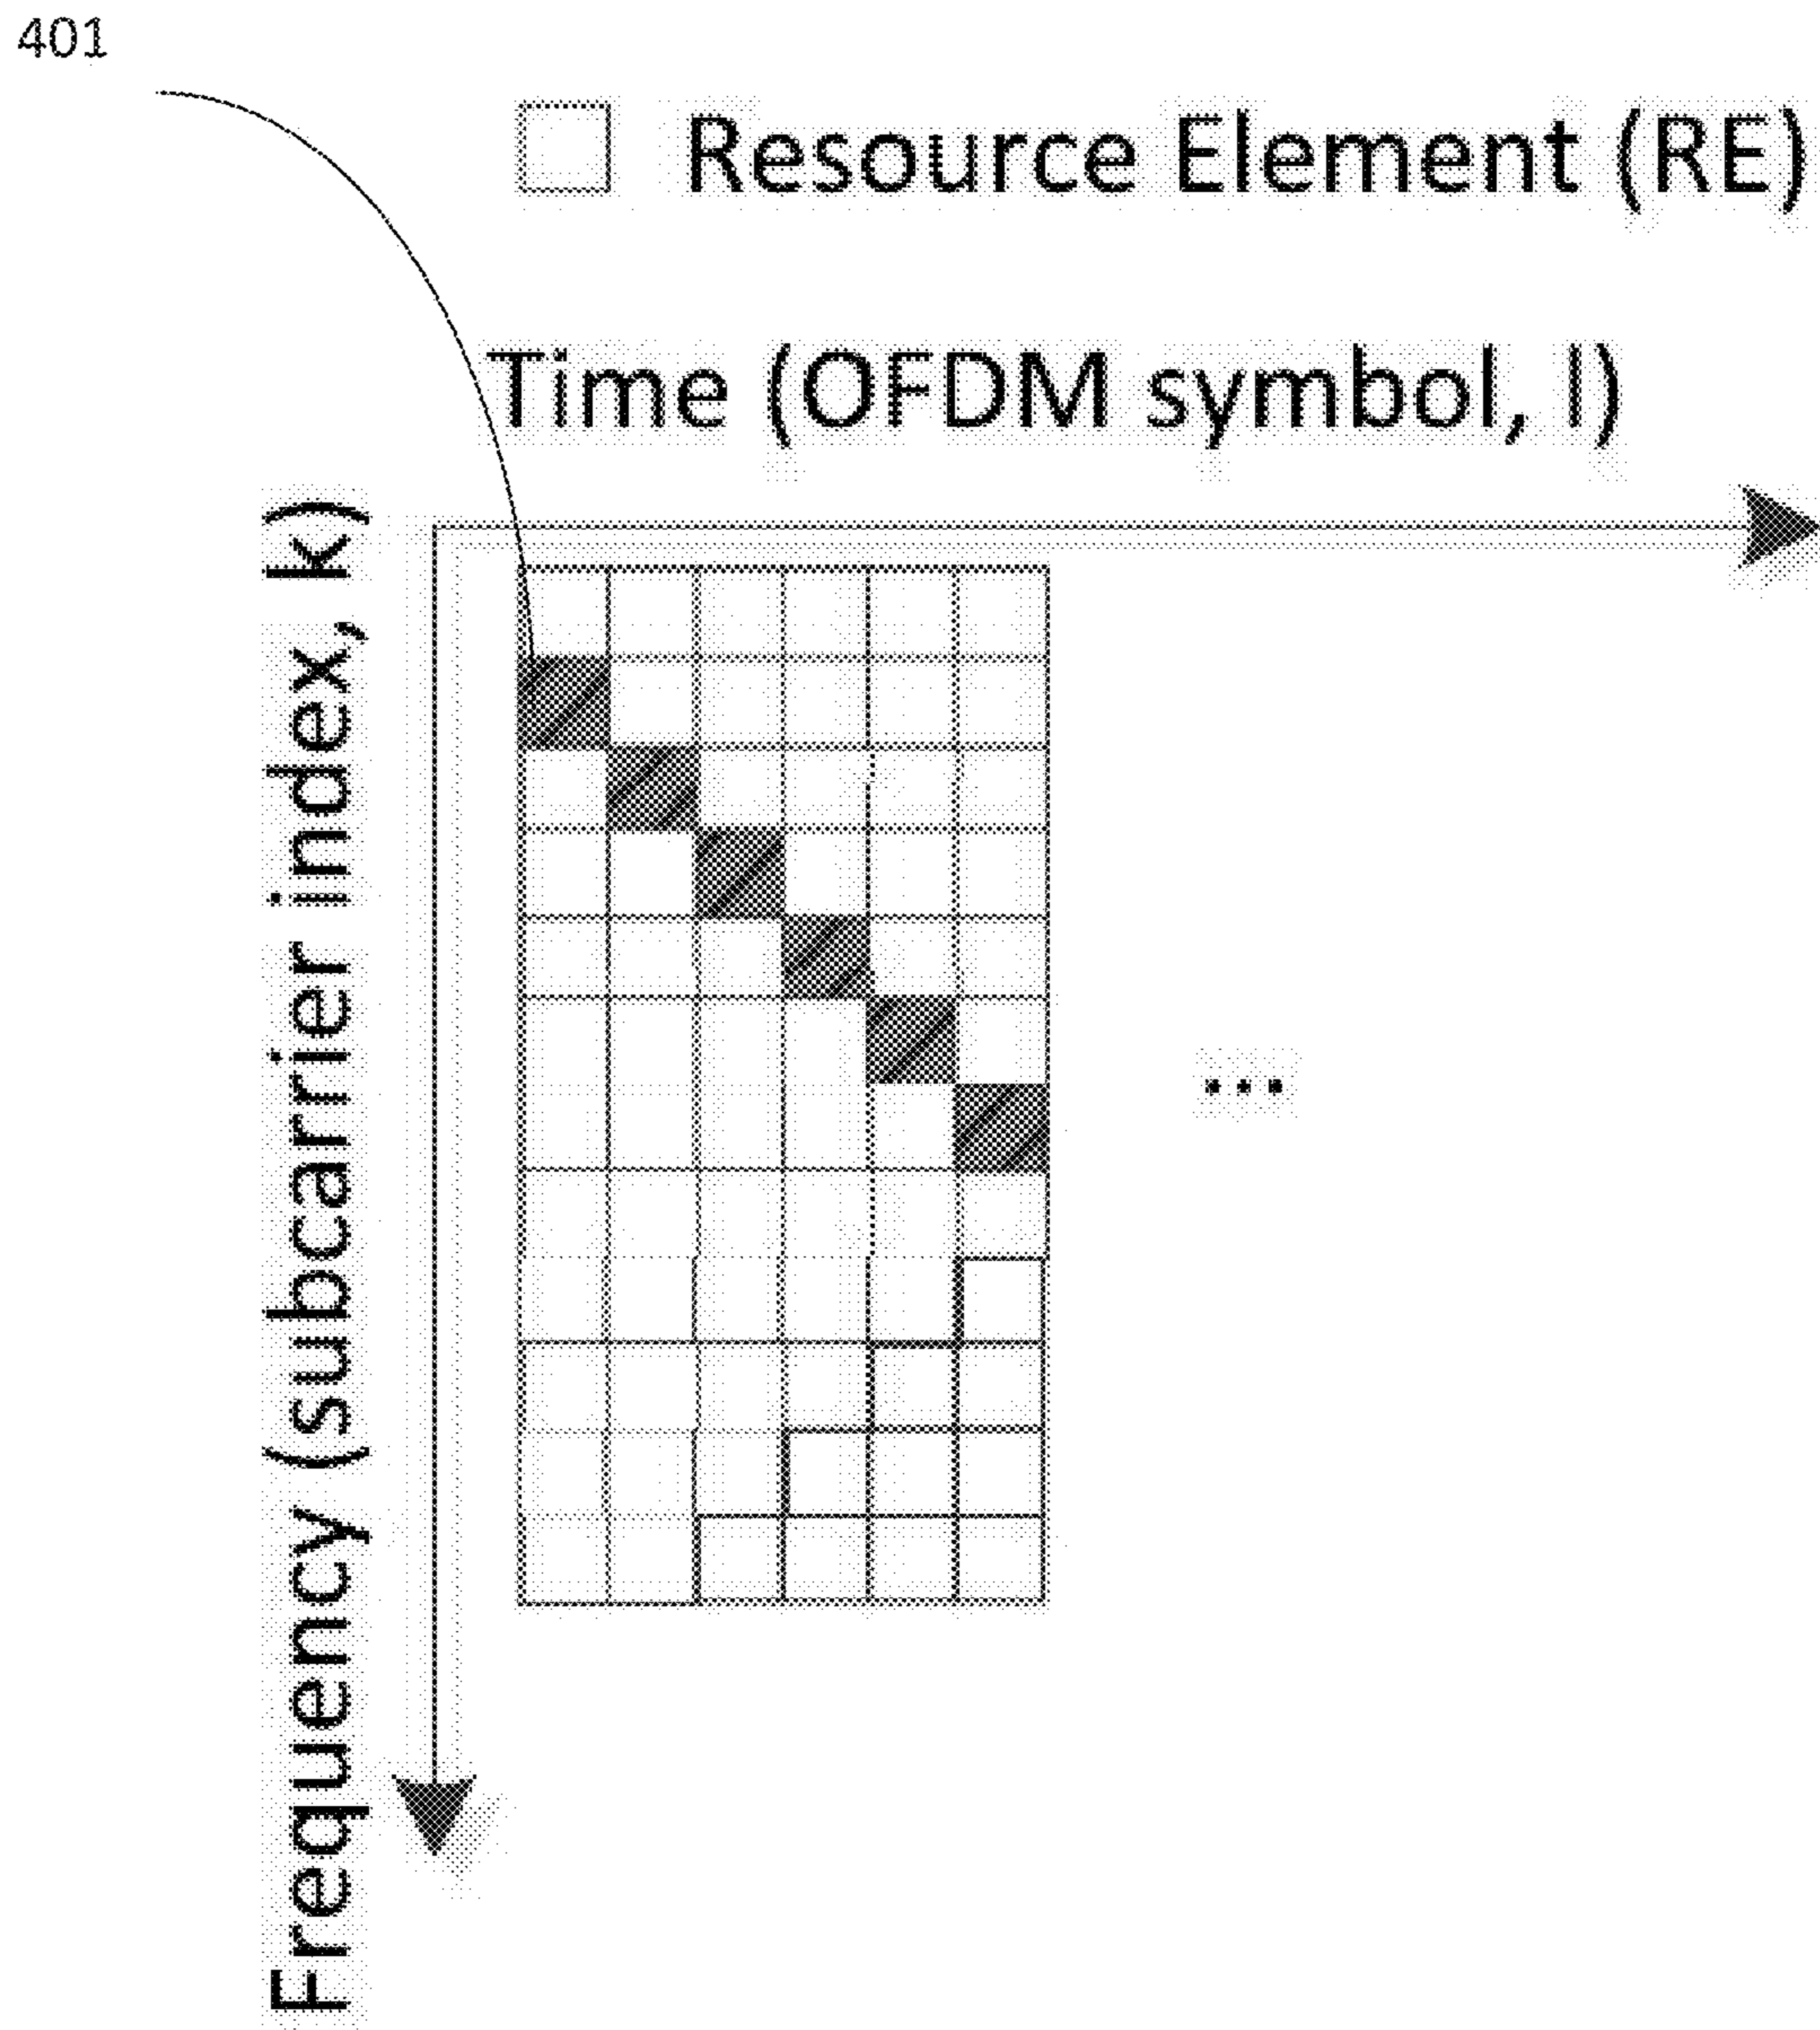 401
Resource Element (RE)
Time (OFDM symbol, l)
Frequency (subcarrier index, k)
...